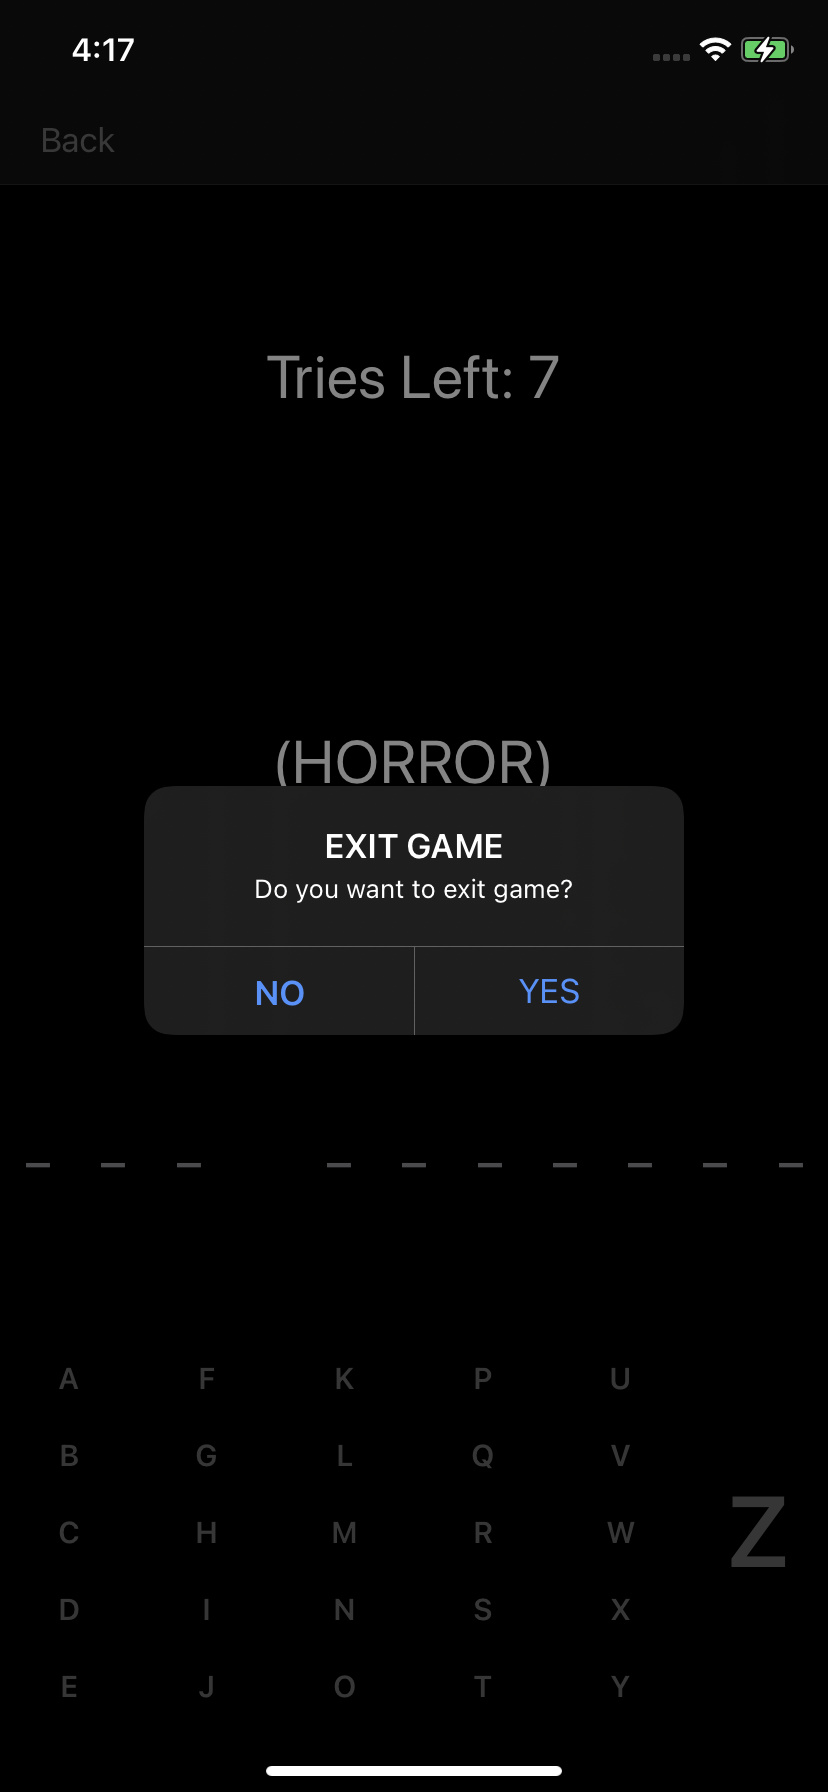 4:17
Back
Tries Left: 7
(HORROR)
EXIT GAME
Do you want to exit game?
NO YES
_ _ _   _ _ _ _ _ _ _
A F K P U
B G L Q V
C H M R W Z
D I N S X
E J O T Y